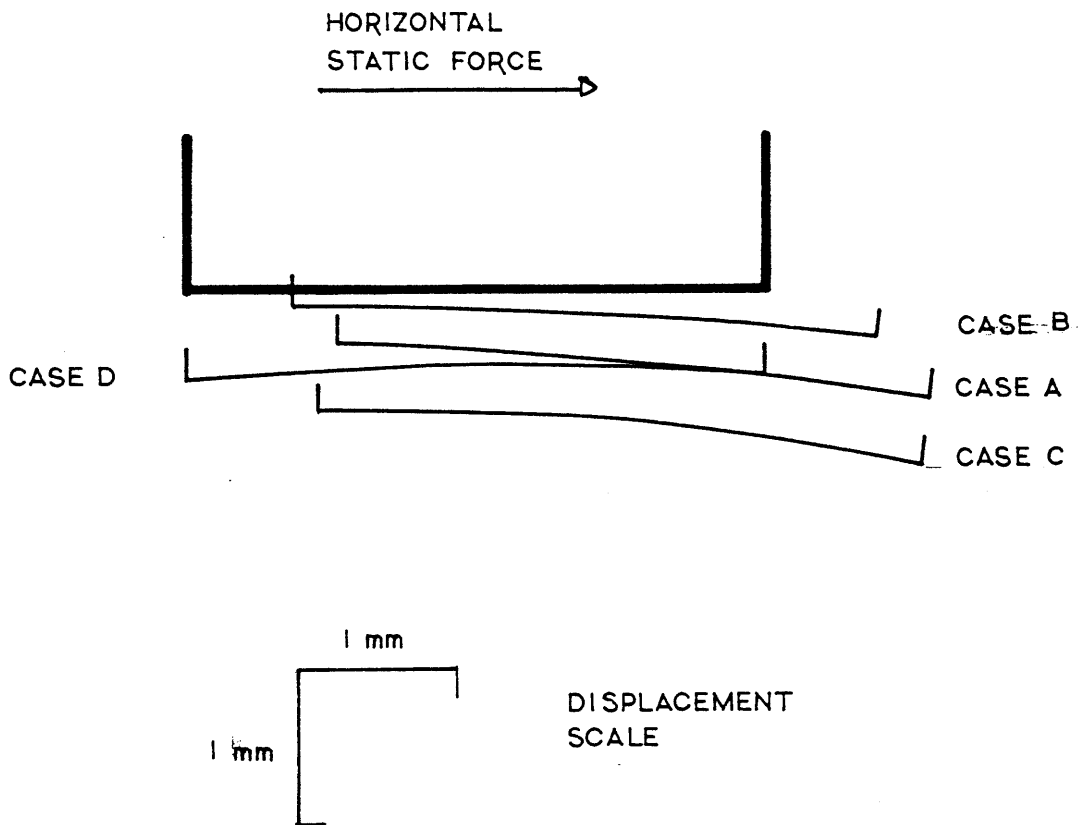 HORIZONTAL
STATIC FORCE
CASE B
CASE D
CASE A
CASE C
1 mm
DISPLACEMENT
SCALE
1 mm